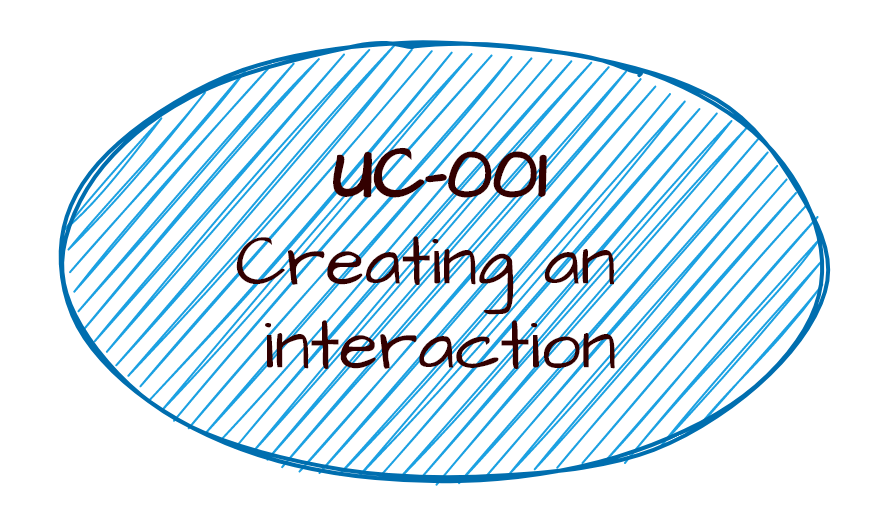 UC-001
Creating an
interaction